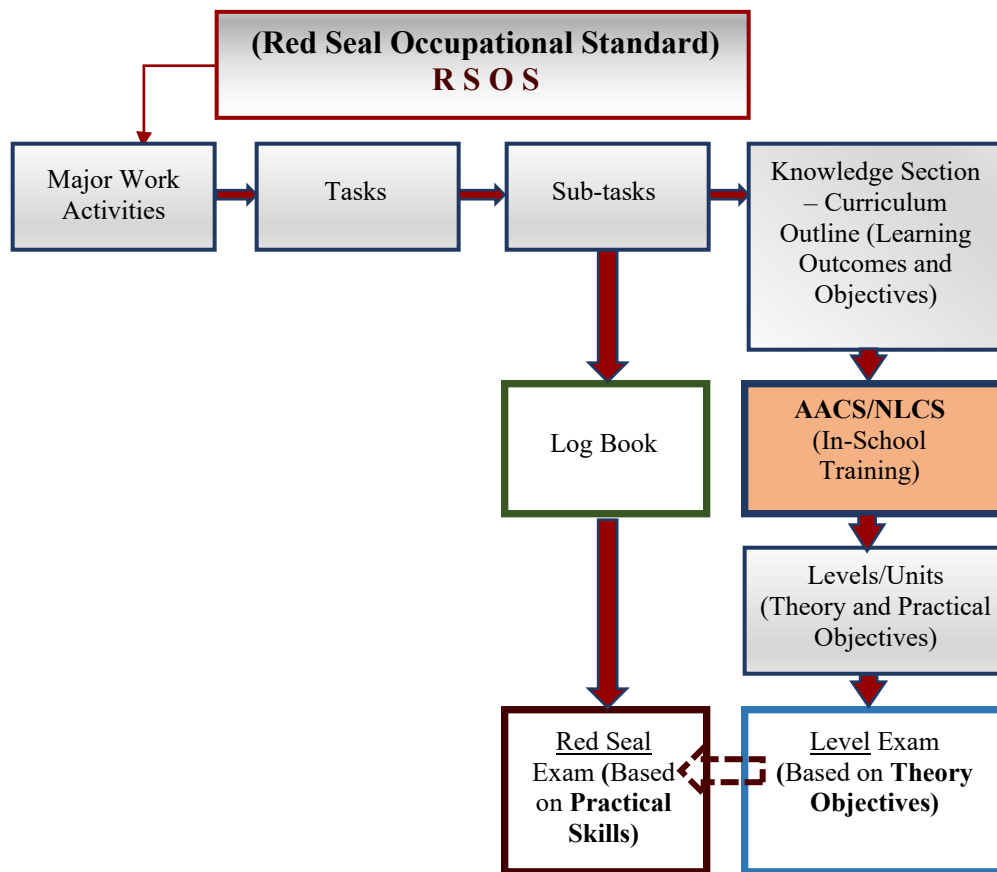 (Red Seal Occupational Standard)
R S O S
Major Work
Activities
Tasks
Sub-tasks
Knowledge Section
– Curriculum
Outline (Learning
Outcomes and
Objectives)
Log Book
AACS/NLCS
(In-School
Training)
Levels/Units
(Theory and Practical
Objectives)
Red Seal
Exam (Based
on Practical
Skills)
Level Exam
(Based on Theory
Objectives)